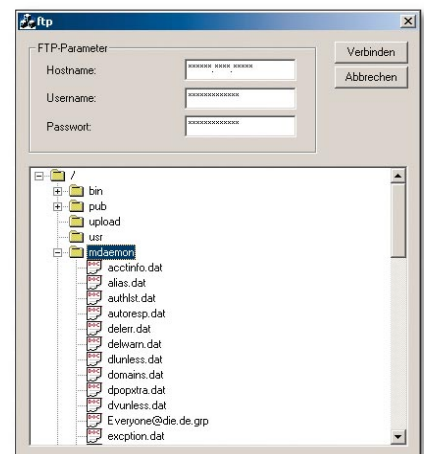 ftp
FTP-Parameter
Verbinden
Hostname:
******.****.*****
Abbrechen
Username:
*************
Passwort:
*************
/
bin
pub
upload
usr
mdaemon
acctinfo.dat
alias.dat
authlst.dat
autoresp.dat
delerr.dat
delwarn.dat
dlunless.dat
domains.dat
dpopxtra.dat
dvunless.dat
Everyone@die.de.grp
excption.dat